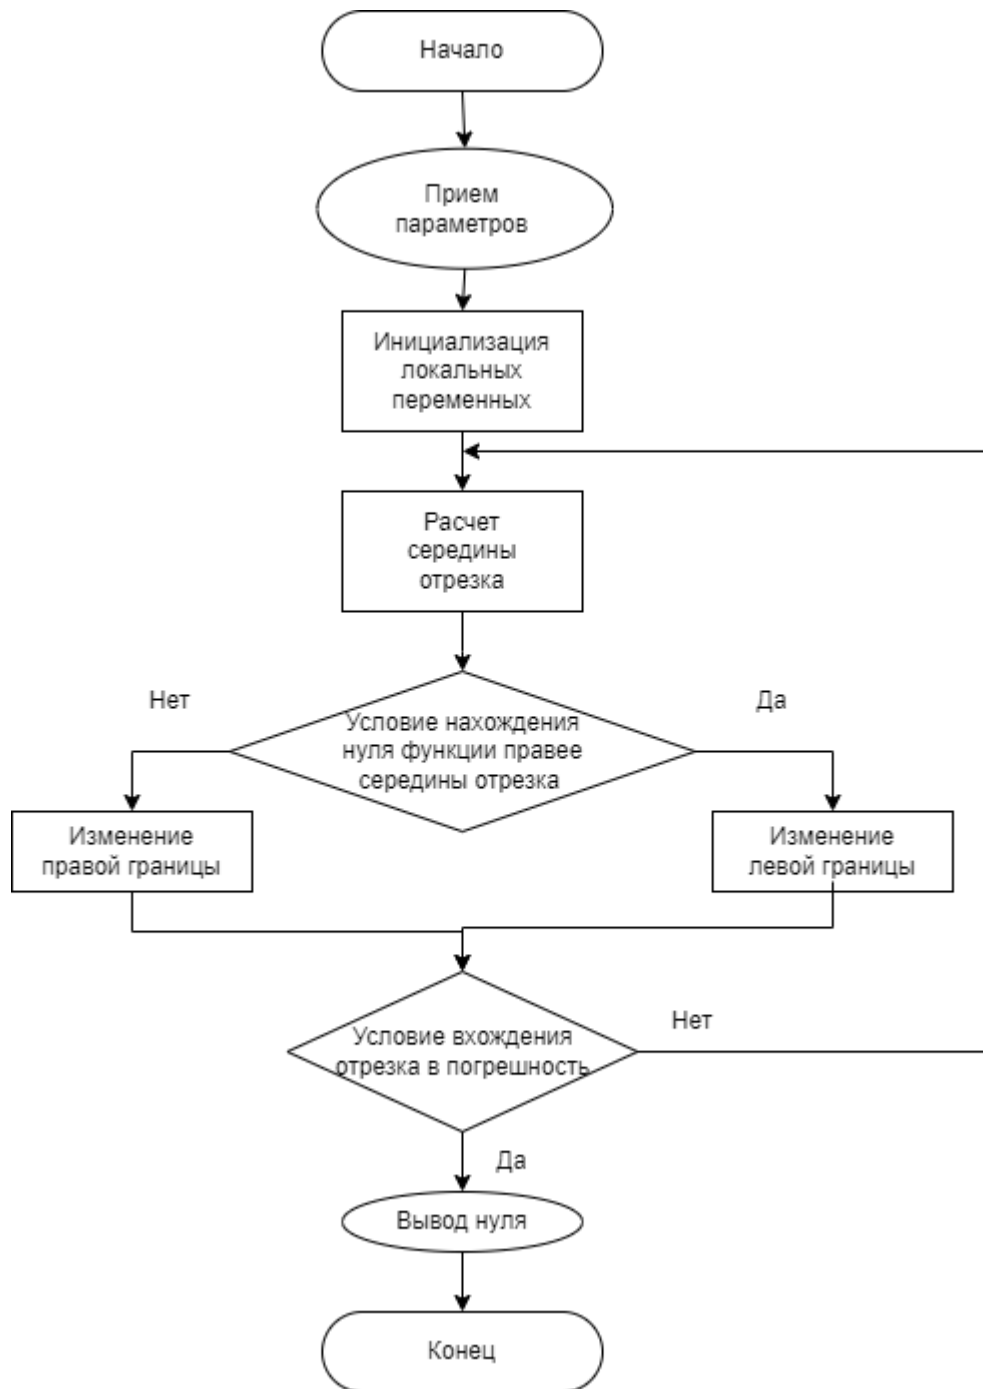 Начало
Прием
параметров
Инициализация
локальных
переменных
Расчет
середины
отрезка
Нет
Да
Условие нахождения
нуля функции правее
середины отрезка
Изменение
правой границы
Изменение
левой границы
Условие вхождения
отрезка в погрешность
Нет
Да
Вывод нуля
Конец